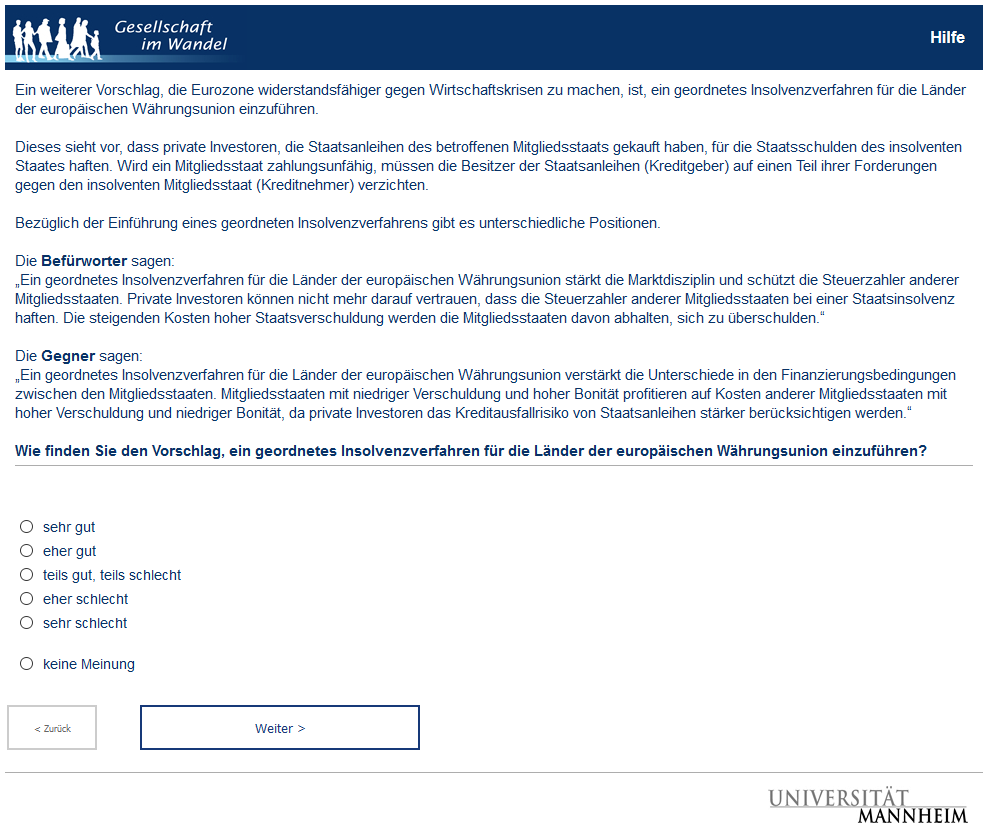 Gesellschaft
im Wandel
Hilfe
Ein weiterer Vorschlag, die Eurozone widerstandsfähiger gegen Wirtschaftskrisen zu machen, ist, ein geordnetes Insolvenzverfahren für die Länder
der europäischen Währungsunion einzuführen.
Dieses sieht vor, dass private Investoren, die Staatsanleihen des betroffenen Mitgliedsstaats gekauft haben, für die Staatsschulden des insolventen
Staates haften. Wird ein Mitgliedsstaat zahlungsunfähig, müssen die Besitzer der Staatsanleihen (Kreditgeber) auf einen Teil ihrer Forderungen
gegen den insolventen Mitgliedsstaat (Kreditnehmer) verzichten.
Bezüglich der Einführung eines geordneten Insolvenzverfahrens gibt es unterschiedliche Positionen.
Die Befürworter sagen:
„Ein geordnetes Insolvenzverfahren für die Länder der europäischen Währungsunion stärkt die Marktdisziplin und schützt die Steuerzahler anderer
Mitgliedsstaaten. Private Investoren können nicht mehr darauf vertrauen, dass die Steuerzahler anderer Mitgliedsstaaten bei einer Staatsinsolvenz
haften. Die steigenden Kosten hoher Staatsverschuldung werden die Mitgliedsstaaten davon abhalten, sich zu überschulden.“
Die Gegner sagen:
„Ein geordnetes Insolvenzverfahren für die Länder der europäischen Währungsunion verstärkt die Unterschiede in den Finanzierungsbedingungen
zwischen den Mitgliedsstaaten. Mitgliedsstaaten mit niedriger Verschuldung und hoher Bonität profitieren auf Kosten anderer Mitgliedsstaaten mit
hoher Verschuldung und niedriger Bonität, da private Investoren das Kreditausfallrisiko von Staatsanleihen stärker berücksichtigen werden.“
Wie finden Sie den Vorschlag, ein geordnetes Insolvenzverfahren für die Länder der europäischen Währungsunion einzuführen?
sehr gut
eher gut
teils gut, teils schlecht
eher schlecht
sehr schlecht
keine Meinung
< Zurück
Weiter >
UNIVERSITÄT
MANNHEIM